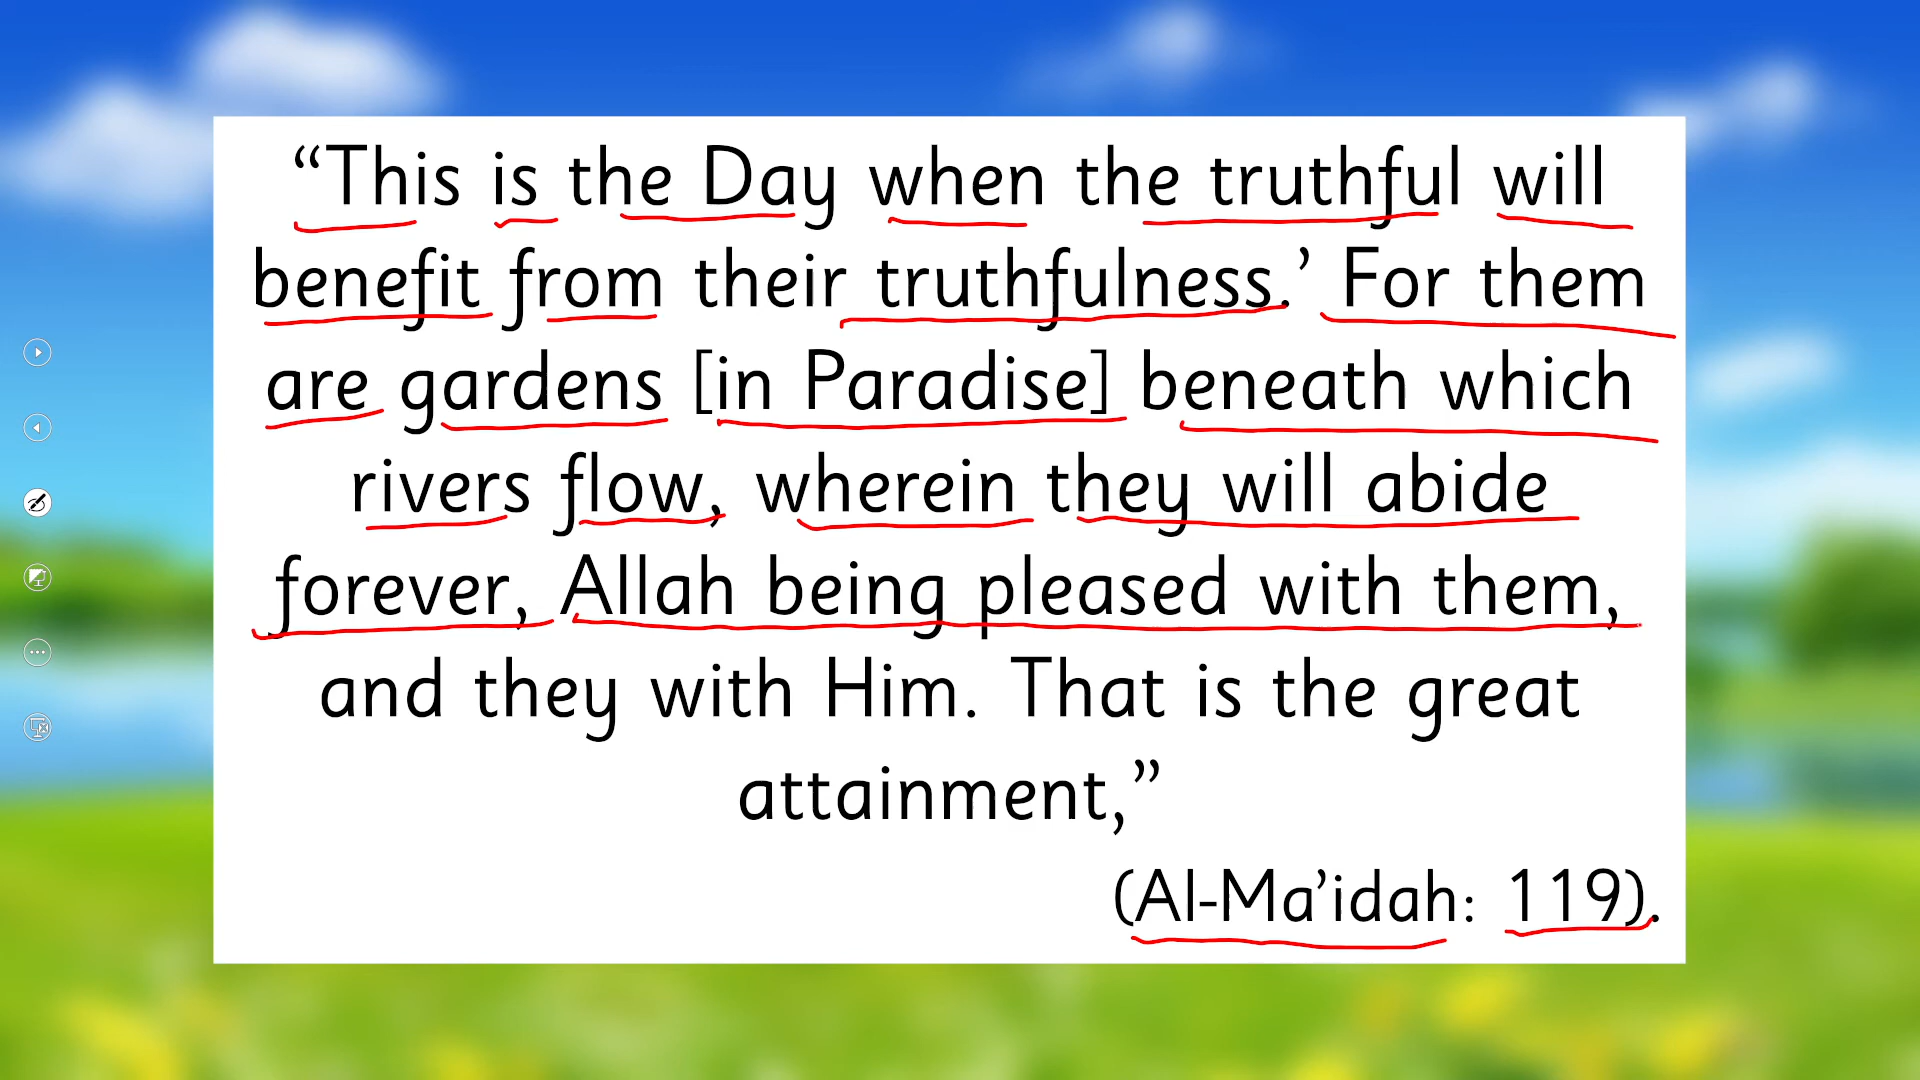 “This is the Day when the truthful will
benefit from their truthfulness.’ For them
are gardens [in Paradise] beneath which
rivers flow, wherein they will abide
forever, Allah being pleased with them,
and they with Him. That is the great
attainment,”
(Al-Ma’idah: 119).